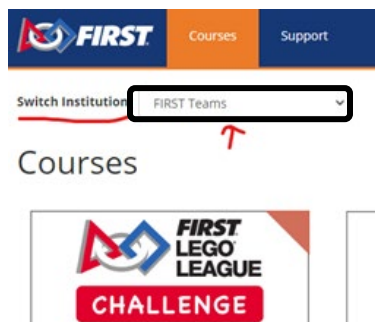 FIRST. Courses Support
Switch Institution FIRST Teams
Courses
FIRST
LEGO
LEAGUE
CHALLENGE